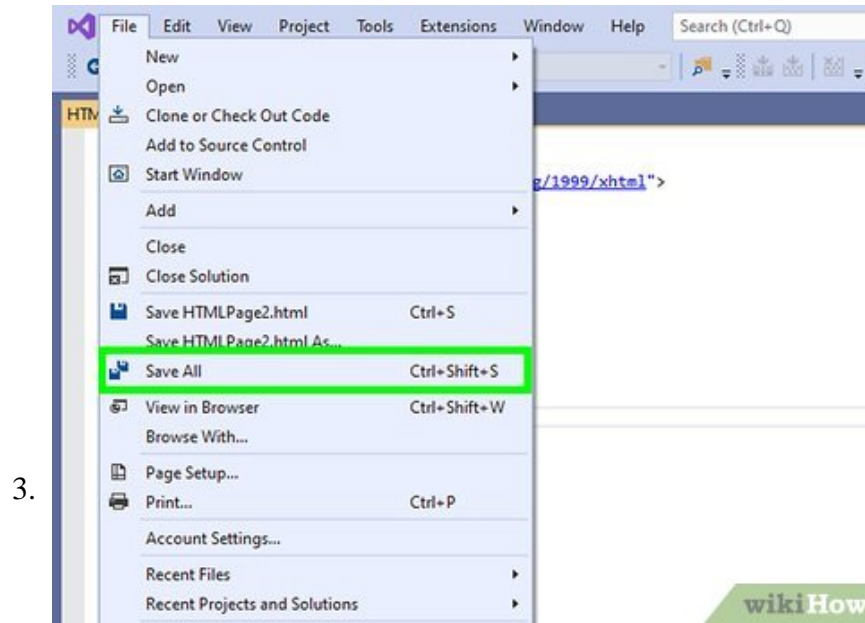 File Edit View Project Tools Extensions Window Help Search (Ctrl+Q)
New
Open
HTM
Clone or Check Out Code
Add to Source Control
Start Window
g/1999/xhtml">
Add
Close
Close Solution
Save HTMLPage2.html Ctrl+S
Save HTMLPage2.html As...
Save All Ctrl+Shift+S
View in Browser Ctrl+Shift+W
Browse With...
3.
Page Setup...
Print... Ctrl+P
Account Settings...
Recent Files
Recent Projects and Solutions
wikiHow